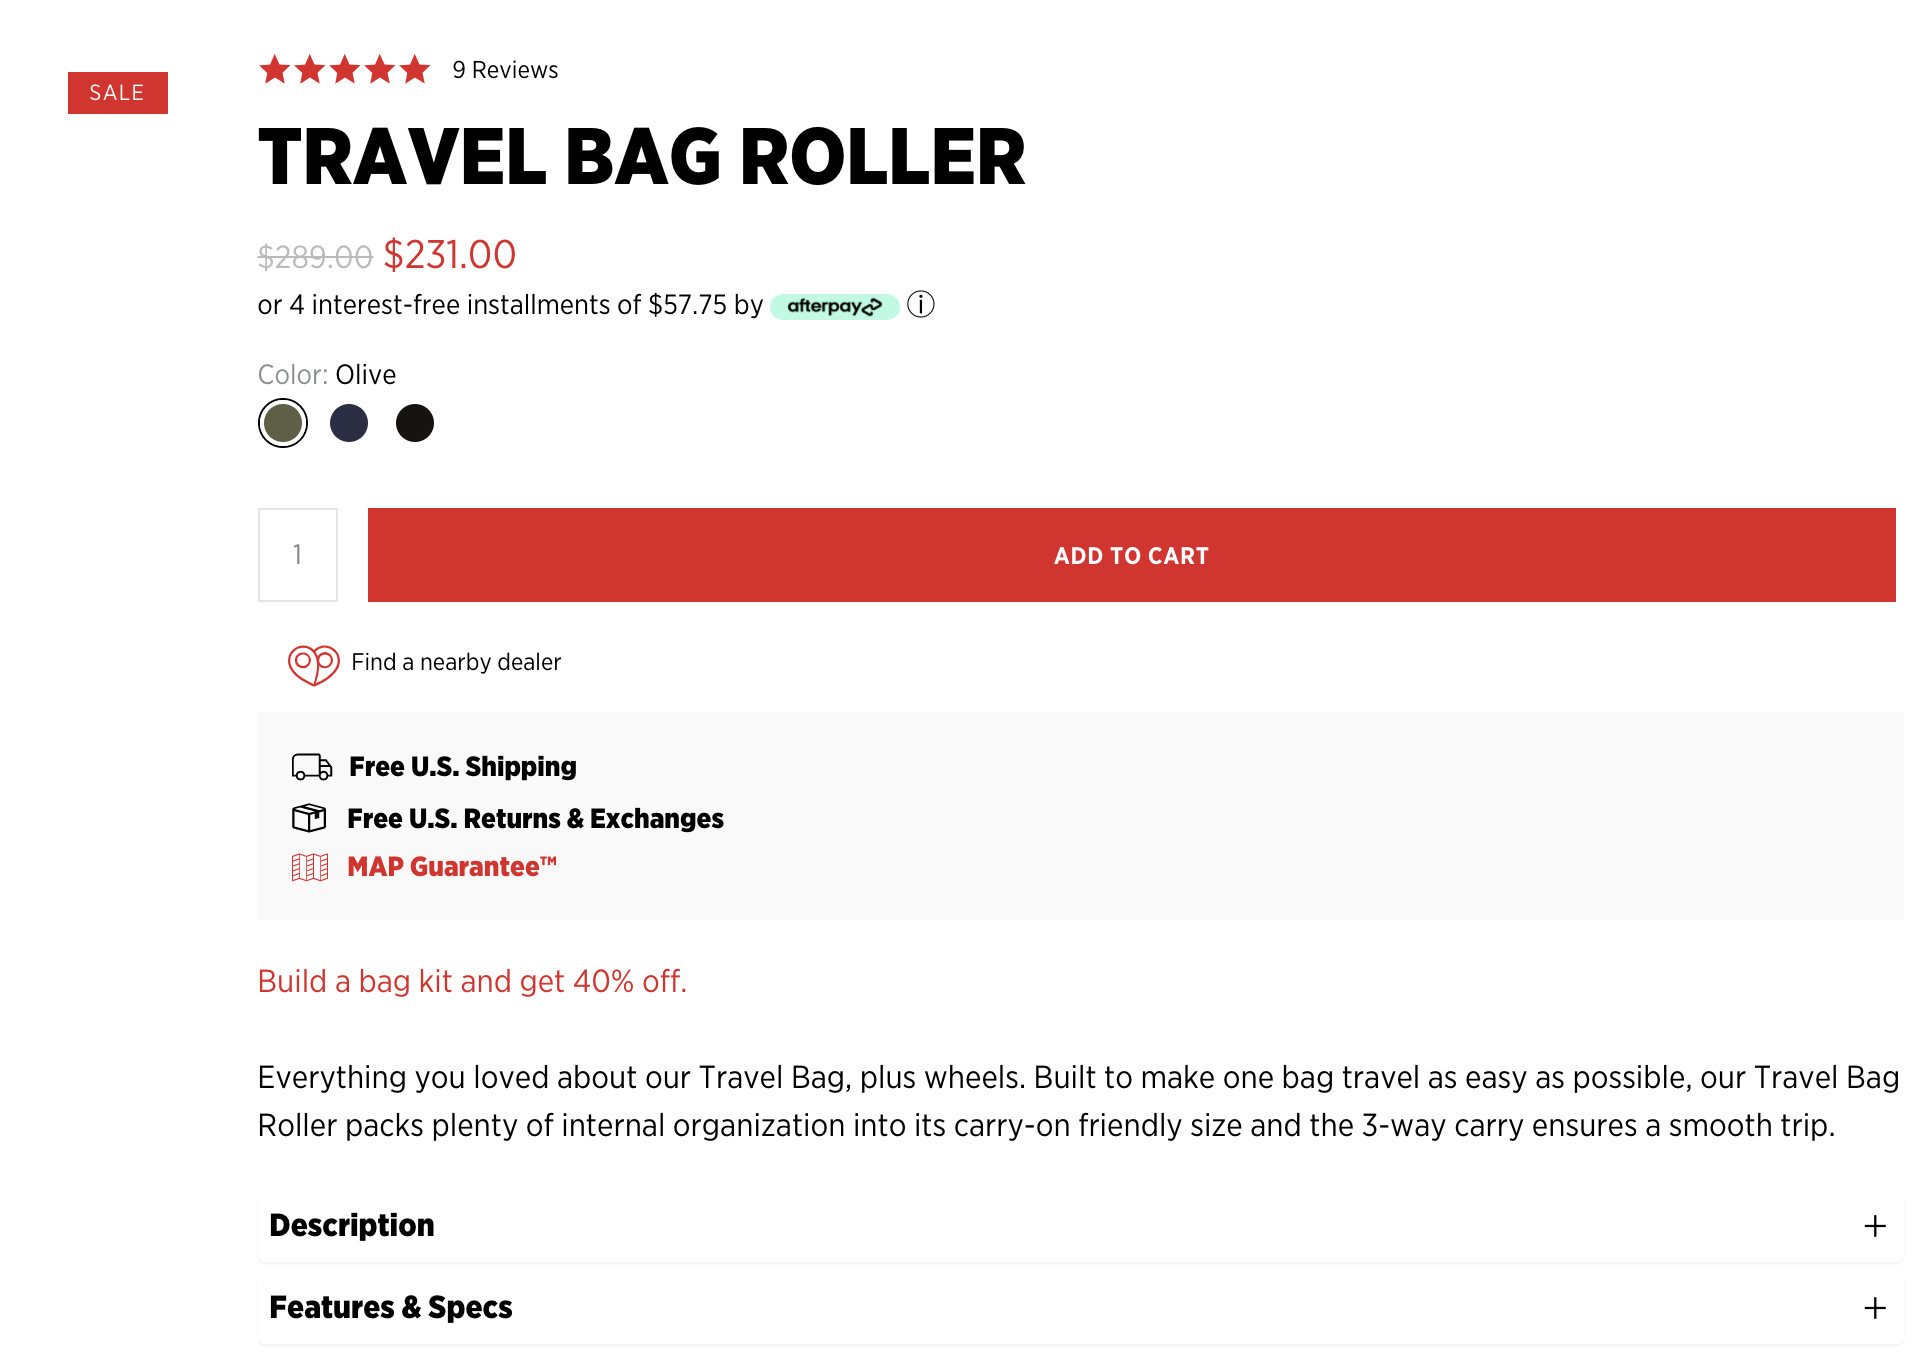 SALE
9 Reviews
TRAVEL BAG ROLLER
$289.00 $231.00
or 4 interest-free installments of $57.75 by afterpay
Color: Olive
1
ADD TO CART
Find a nearby dealer
Free U.S. Shipping
Free U.S. Returns & Exchanges
MAP Guarantee™
Build a bag kit and get 40% off.
Everything you loved about our Travel Bag, plus wheels. Built to make one bag travel as easy as possible, our Travel Bag
Roller packs plenty of internal organization into its carry-on friendly size and the 3-way carry ensures a smooth trip.
Description
Features & Specs